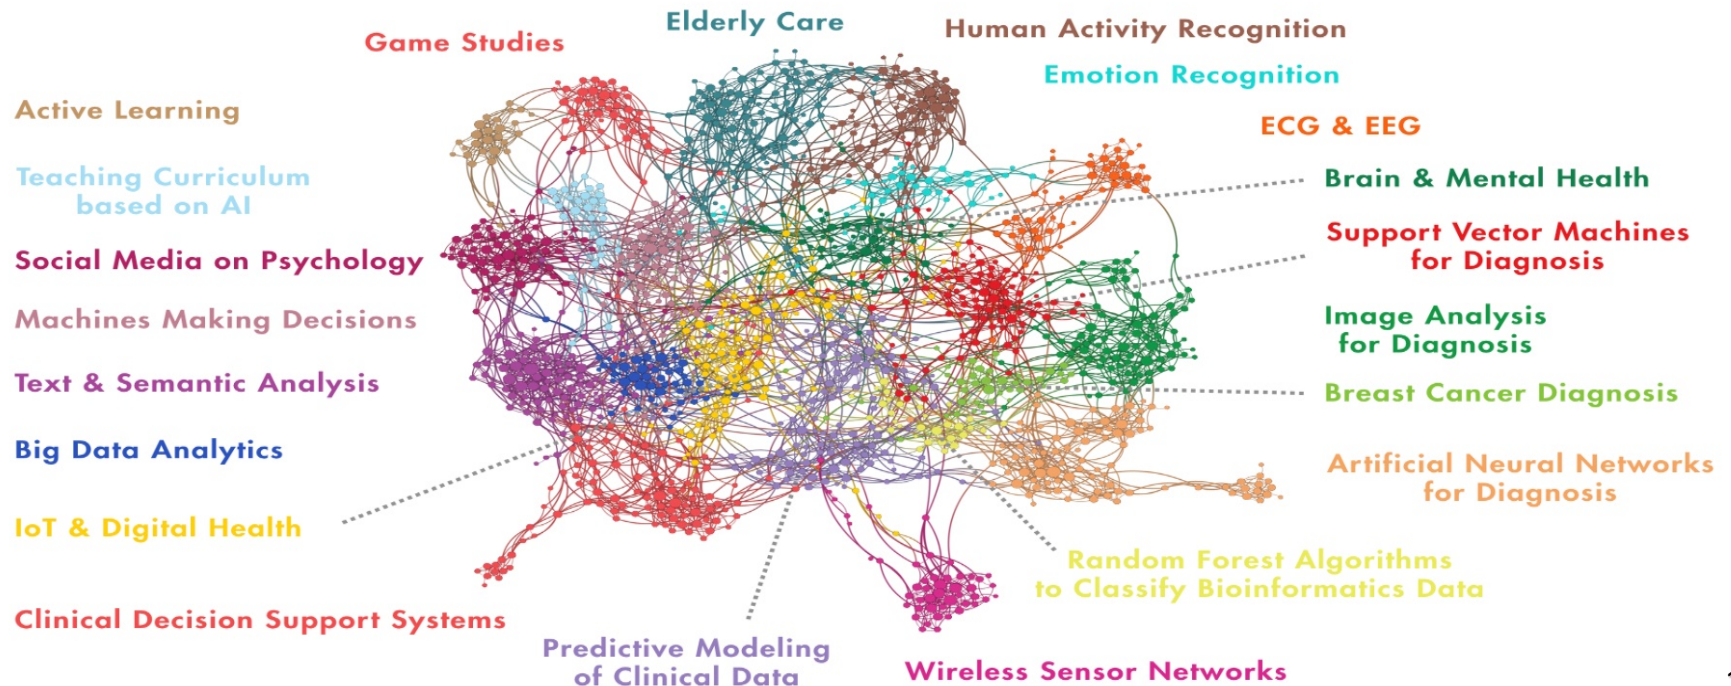 Elderly Care
Game Studies
Human Activity Recognition
Emotion Recognition
Active Learning
ECG & EEG
Teaching Curriculum
based on AI
Brain & Mental Health
Social Media on Psychology
Support Vector Machines
for Diagnosis
Machines Making Decisions
Image Analysis
for Diagnosis
Text & Semantic Analysis
Breast Cancer Diagnosis
Big Data Analytics
Artificial Neural Networks
for Diagnosis
IoT & Digital Health
Random Forest Algorithms
to Classify Bioinformatics Data
Clinical Decision Support Systems
Predictive Modeling
of Clinical Data
Wireless Sensor Networks